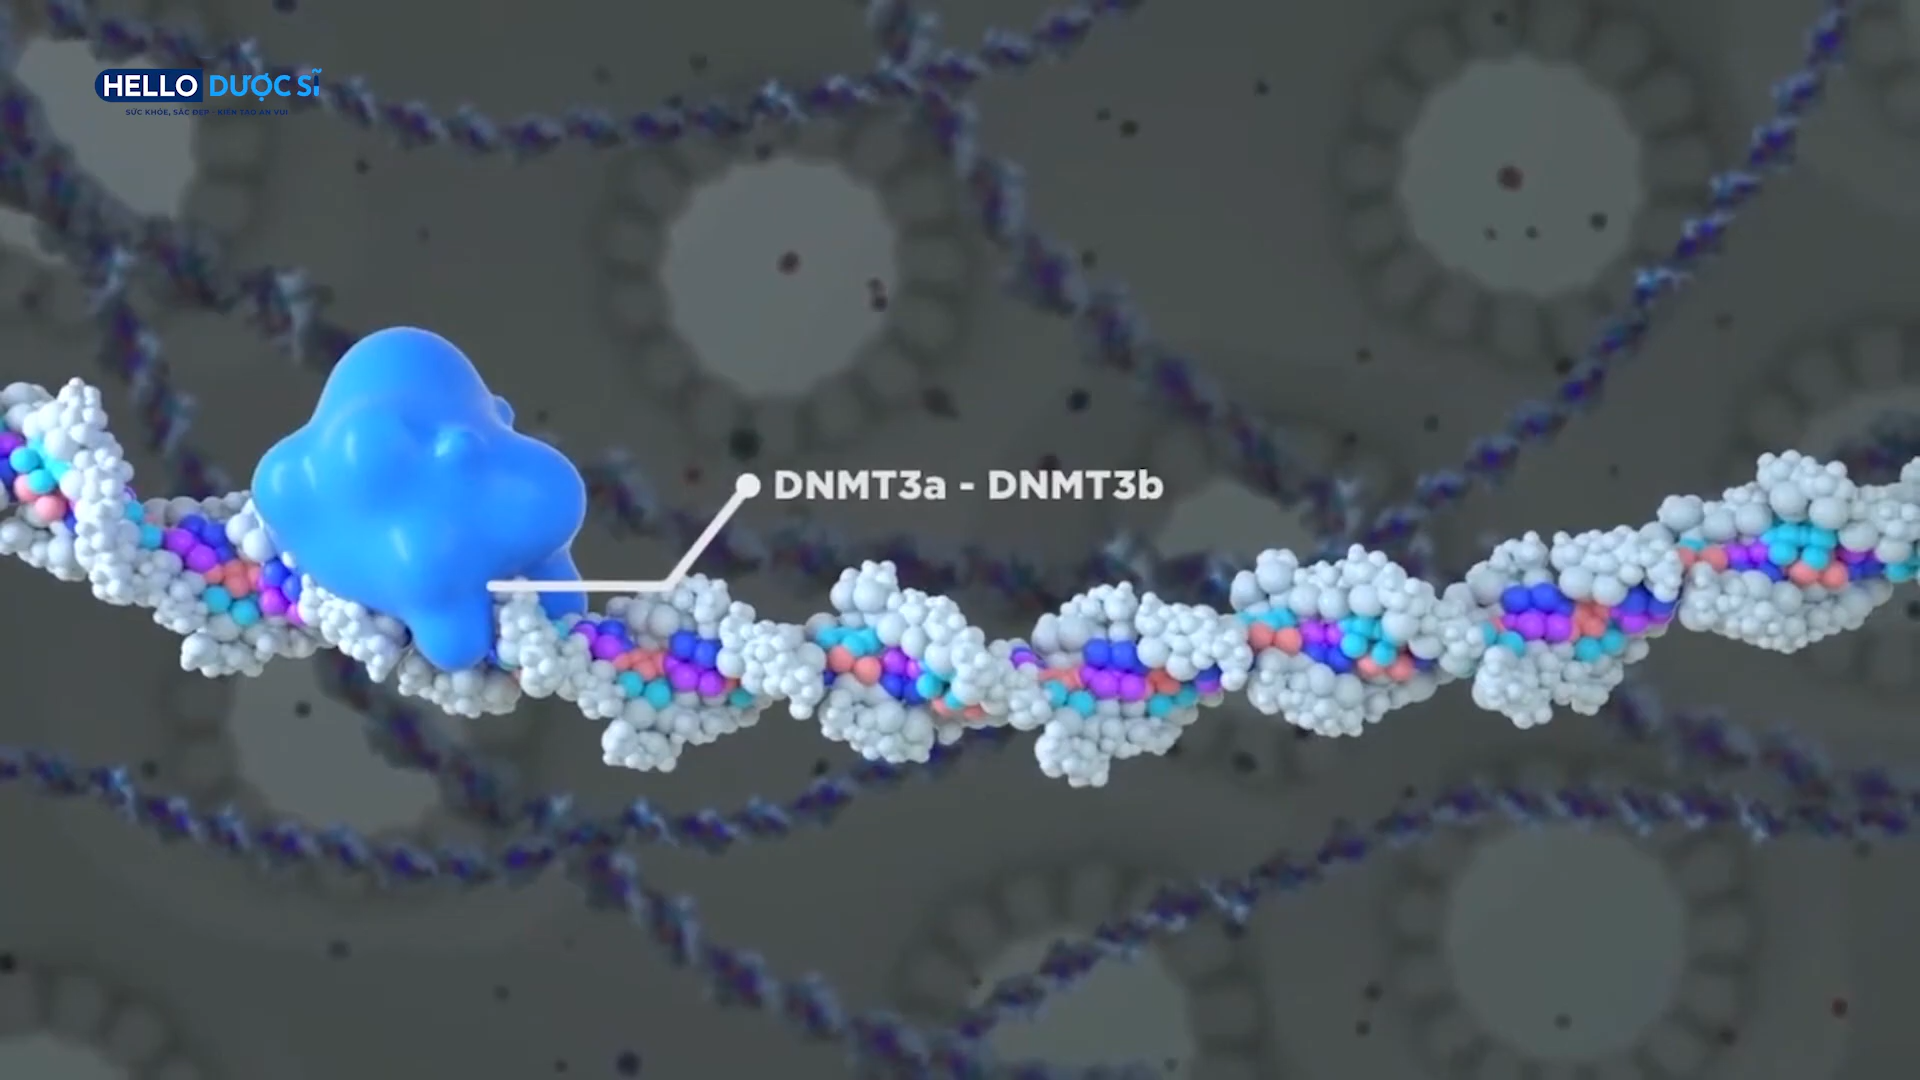 HELLO DƯỢC SĨ
SỨC KHỎE, SẮC ĐẸP - KIẾN TẠO AN VUI
DNMT3a - DNMT3b